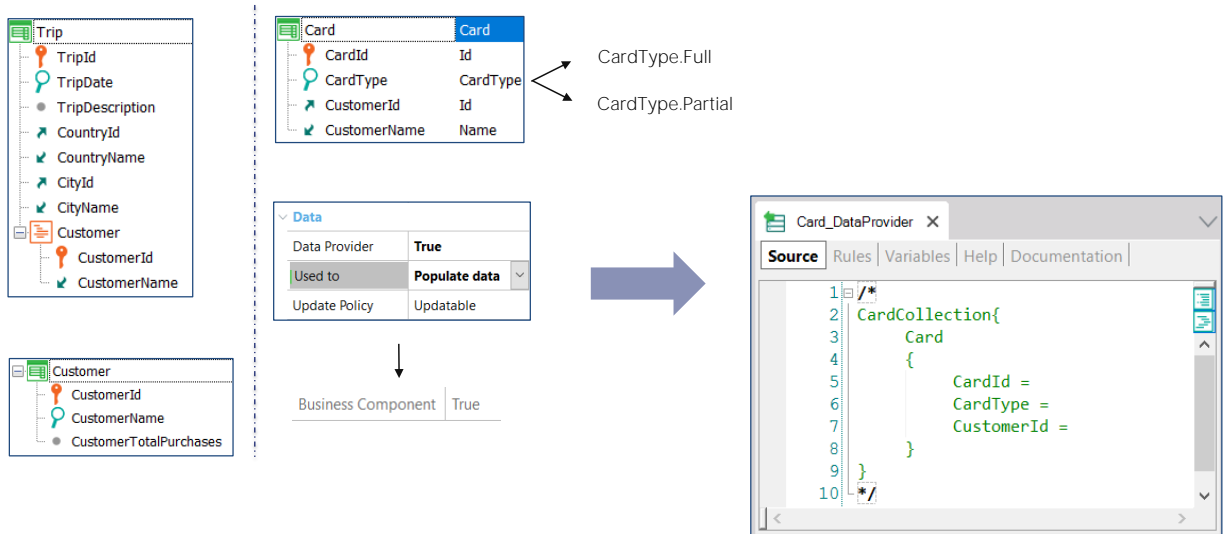 Trip
TripId
TripDate
TripDescription
CountryId
CountryName
CityId
CityName
Customer
CustomerId
CustomerName
Customer
CustomerId
CustomerName
CustomerTotalPurchases
Card Card
CardId Id
CardType CardType
CustomerId Id
CustomerName Name
CardType.Full
CardType.Partial
Data
Data Provider True
Used to Populate data
Update Policy Updatable
Business Component True
Card_DataProvider X
Source Rules Variables Help Documentation
1 /*
2 CardCollection{
3 Card
4 {
5 CardId =
6 CardType =
7 CustomerId =
8 }
9 }
10 */